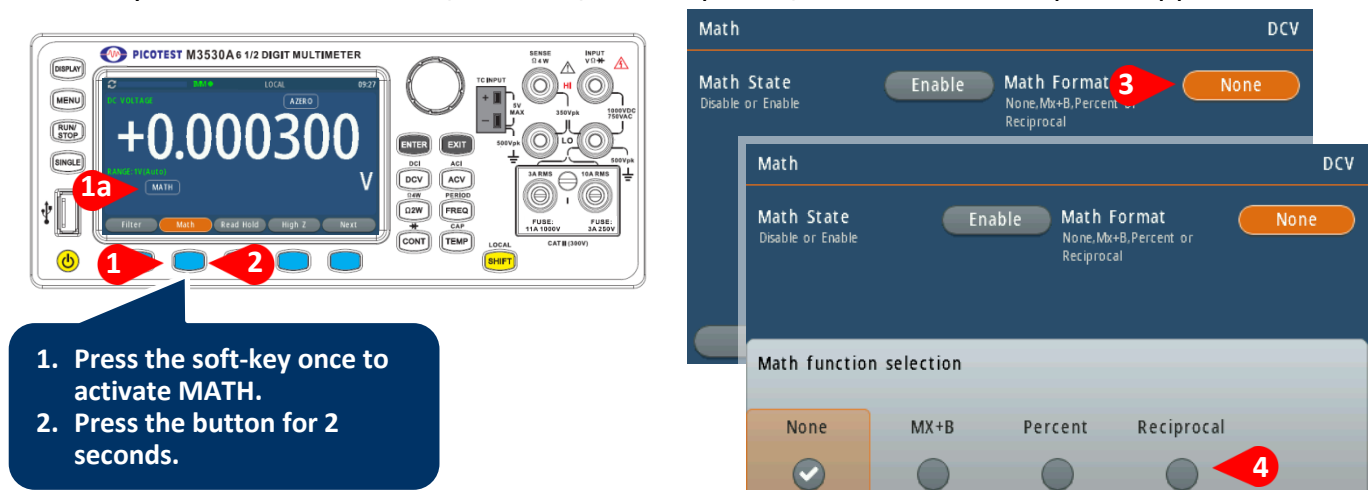 PICOTEST M3530A 6 1/2 DIGIT MULTIMETER
DISPLAY
MENU
RUN/
STOP
SINGLE
LOCAL
09:27
DC VOLTAGE
AZERO
+0.000300
RANGE:1V(Auto)
V
1a
MATH
Filter
Math
Read Hold
High Z
Next
1
2
ENTER
EXIT
DCI
ACI
DCV
ACV
Ω4W
PERIOD
Ω2W
FREQ
CAP
CONT
TEMP
LOCAL
SHIFT
TC INPUT
+
−
5V
MAX
SENSE
Ω 4 W
INPUT
V Ω
HI
350Vpk
1000VDC
750VAC
LO
500Vpk
500Vpk
3A RMS
10A RMS
I
FUSE:
11A 1000V
FUSE:
3A 250V
CAT II (300V)
1. Press the soft-key once to
activate MATH.
2. Press the button for 2
seconds.
Math
DCV
Math State
Disable or Enable
Enable
Math Format
None,Mx+B,Percent or
Reciprocal
3
None
Math
DCV
Math State
Disable or Enable
Enable
Math Format
None,Mx+B,Percent or
Reciprocal
None
Math function selection
None
MX+B
Percent
Reciprocal
4